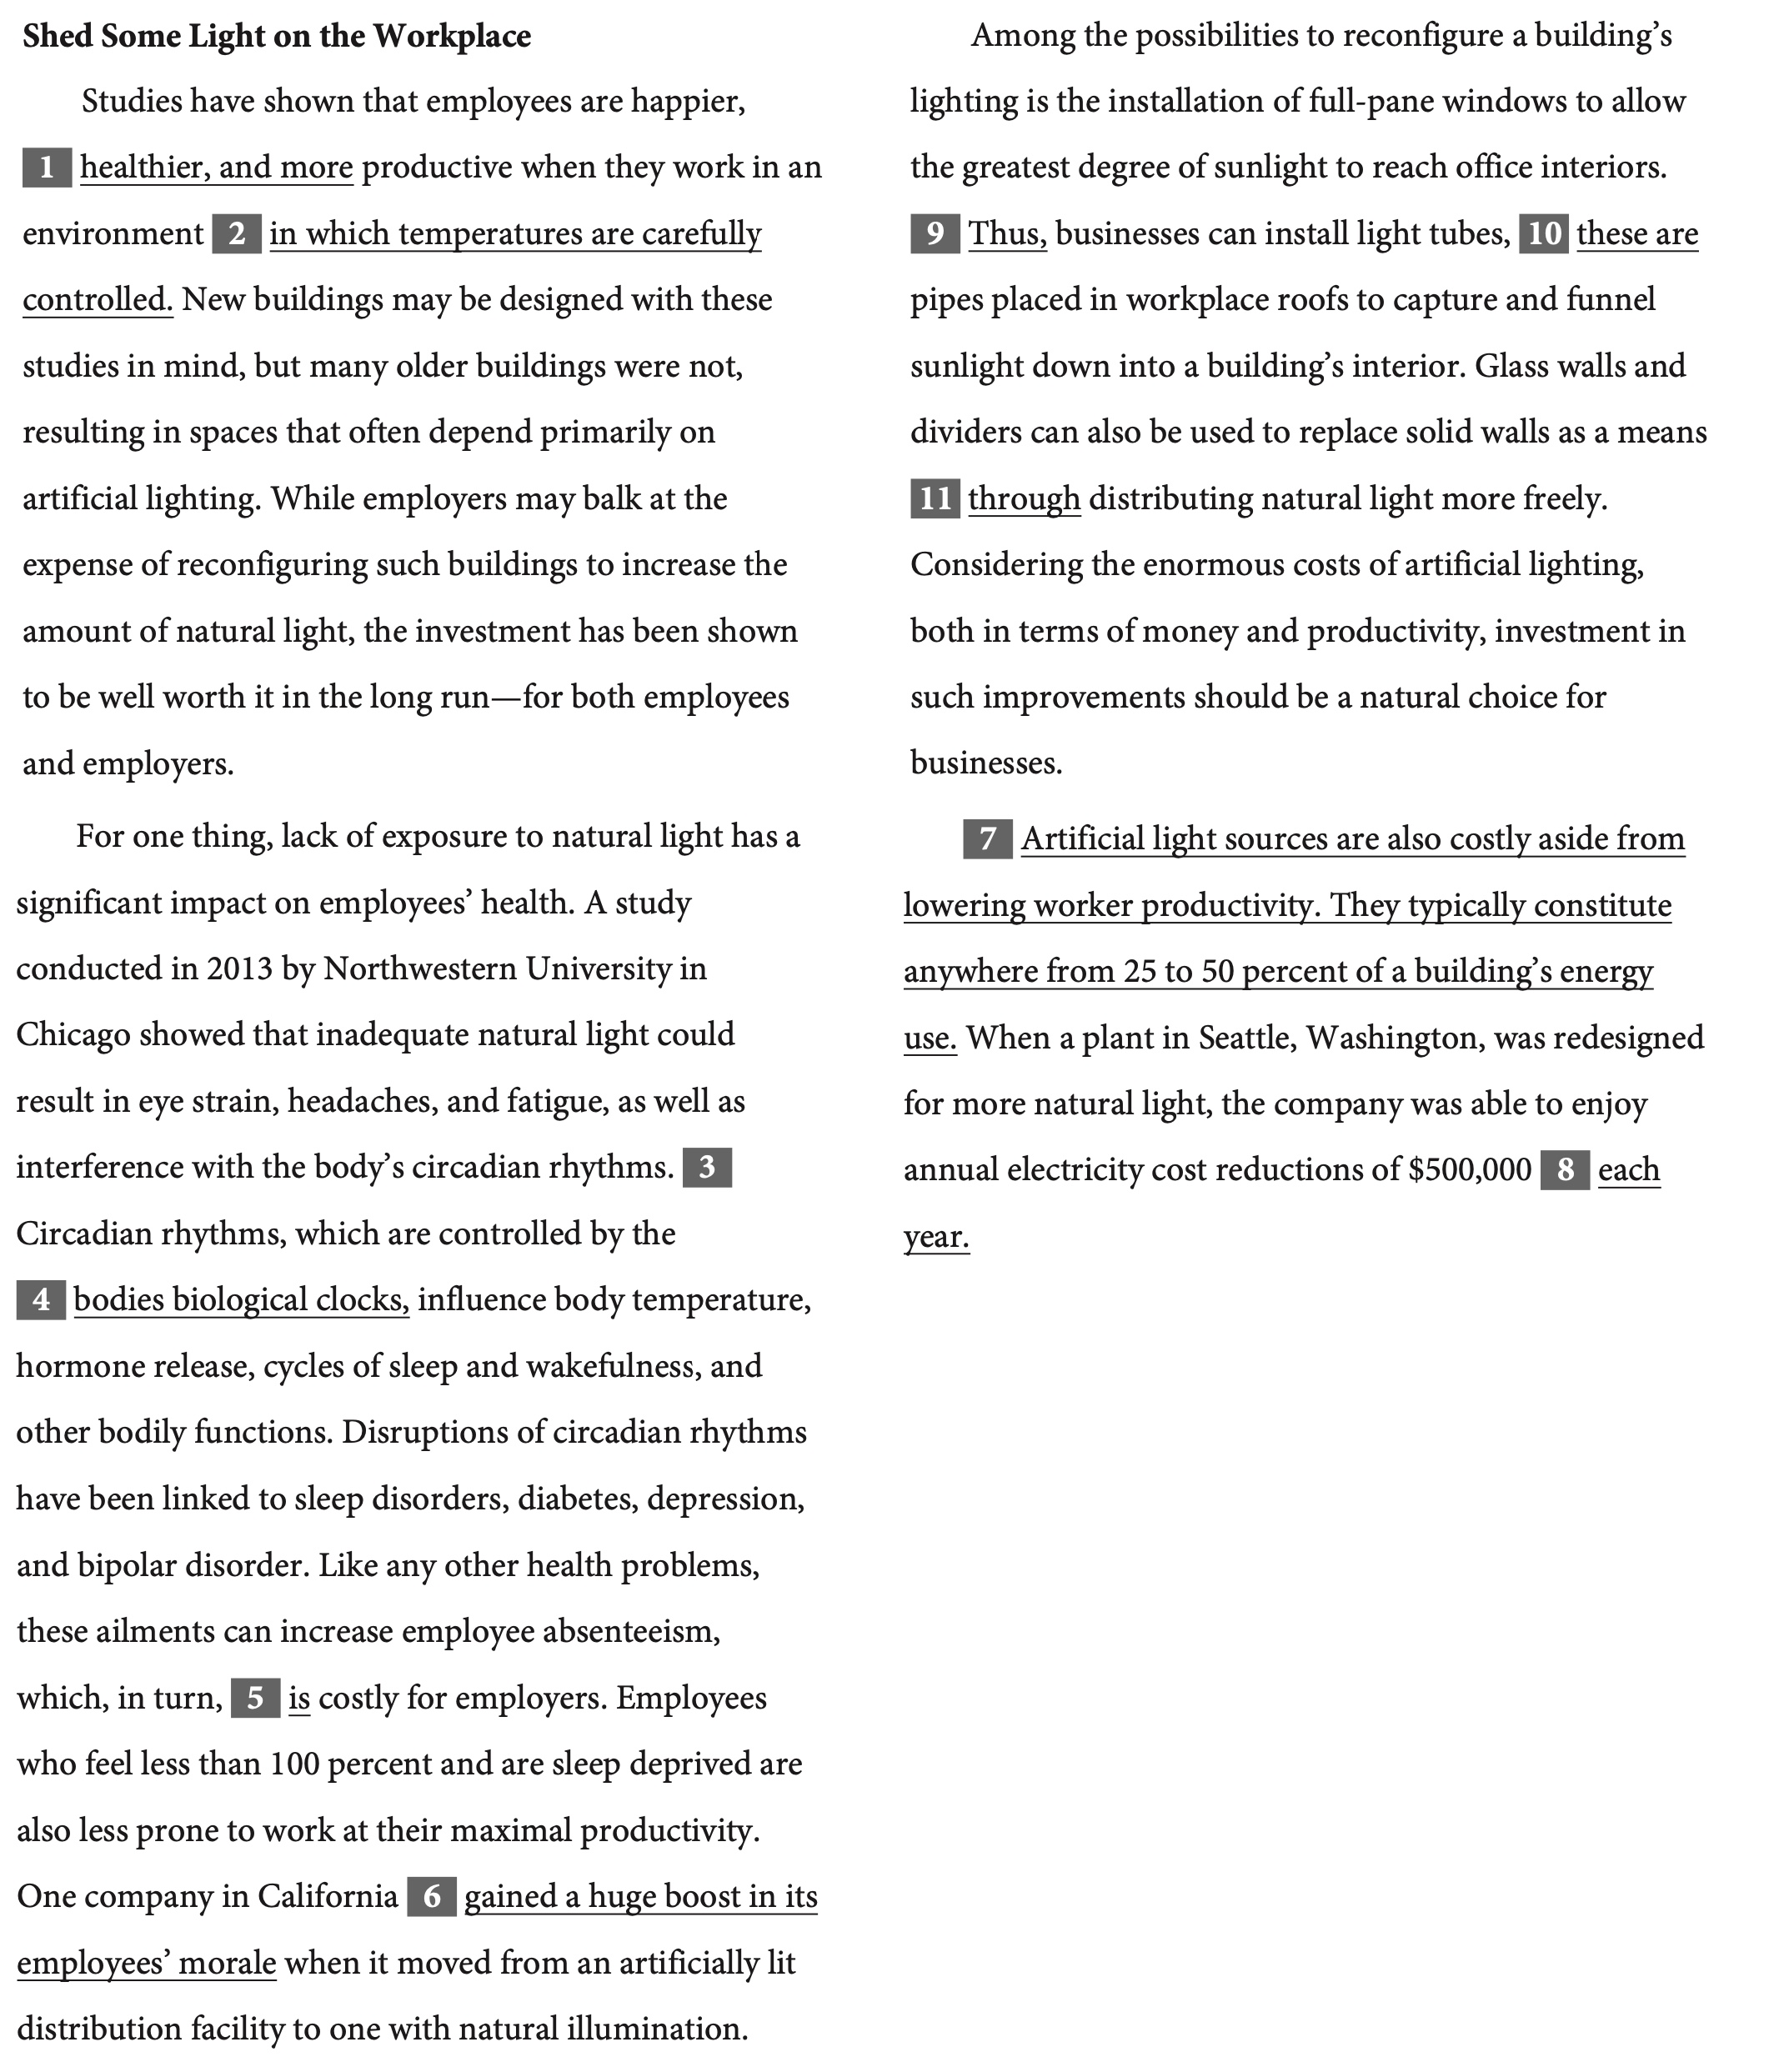 Shed Some Light on the Workplace
Studies have shown that employees are happier,
1 healthier, and more productive when they work in an
environment 2 in which temperatures are carefully
controlled. New buildings may be designed with these
studies in mind, but many older buildings were not,
resulting in spaces that often depend primarily on
artificial lighting. While employers may balk at the
expense of reconfiguring such buildings to increase the
amount of natural light, the investment has been shown
to be well worth it in the long run—for both employees
and employers.
For one thing, lack of exposure to natural light has a
significant impact on employees’ health. A study
conducted in 2013 by Northwestern University in
Chicago showed that inadequate natural light could
result in eye strain, headaches, and fatigue, as well as
interference with the body’s circadian rhythms. 3
Circadian rhythms, which are controlled by the
4 bodies biological clocks, influence body temperature,
hormone release, cycles of sleep and wakefulness, and
other bodily functions. Disruptions of circadian rhythms
have been linked to sleep disorders, diabetes, depression,
and bipolar disorder. Like any other health problems,
these ailments can increase employee absenteeism,
which, in turn, 5 is costly for employers. Employees
who feel less than 100 percent and are sleep deprived are
also less prone to work at their maximal productivity.
One company in California 6 gained a huge boost in its
employees’ morale when it moved from an artificially lit
distribution facility to one with natural illumination.
Among the possibilities to reconfigure a building’s
lighting is the installation of full-pane windows to allow
the greatest degree of sunlight to reach office interiors.
9 Thus, businesses can install light tubes, 10 these are
pipes placed in workplace roofs to capture and funnel
sunlight down into a building’s interior. Glass walls and
dividers can also be used to replace solid walls as a means
11 through distributing natural light more freely.
Considering the enormous costs of artificial lighting,
both in terms of money and productivity, investment in
such improvements should be a natural choice for
businesses.
7 Artificial light sources are also costly aside from
lowering worker productivity. They typically constitute
anywhere from 25 to 50 percent of a building’s energy
use. When a plant in Seattle, Washington, was redesigned
for more natural light, the company was able to enjoy
annual electricity cost reductions of $500,000 8 each
year.